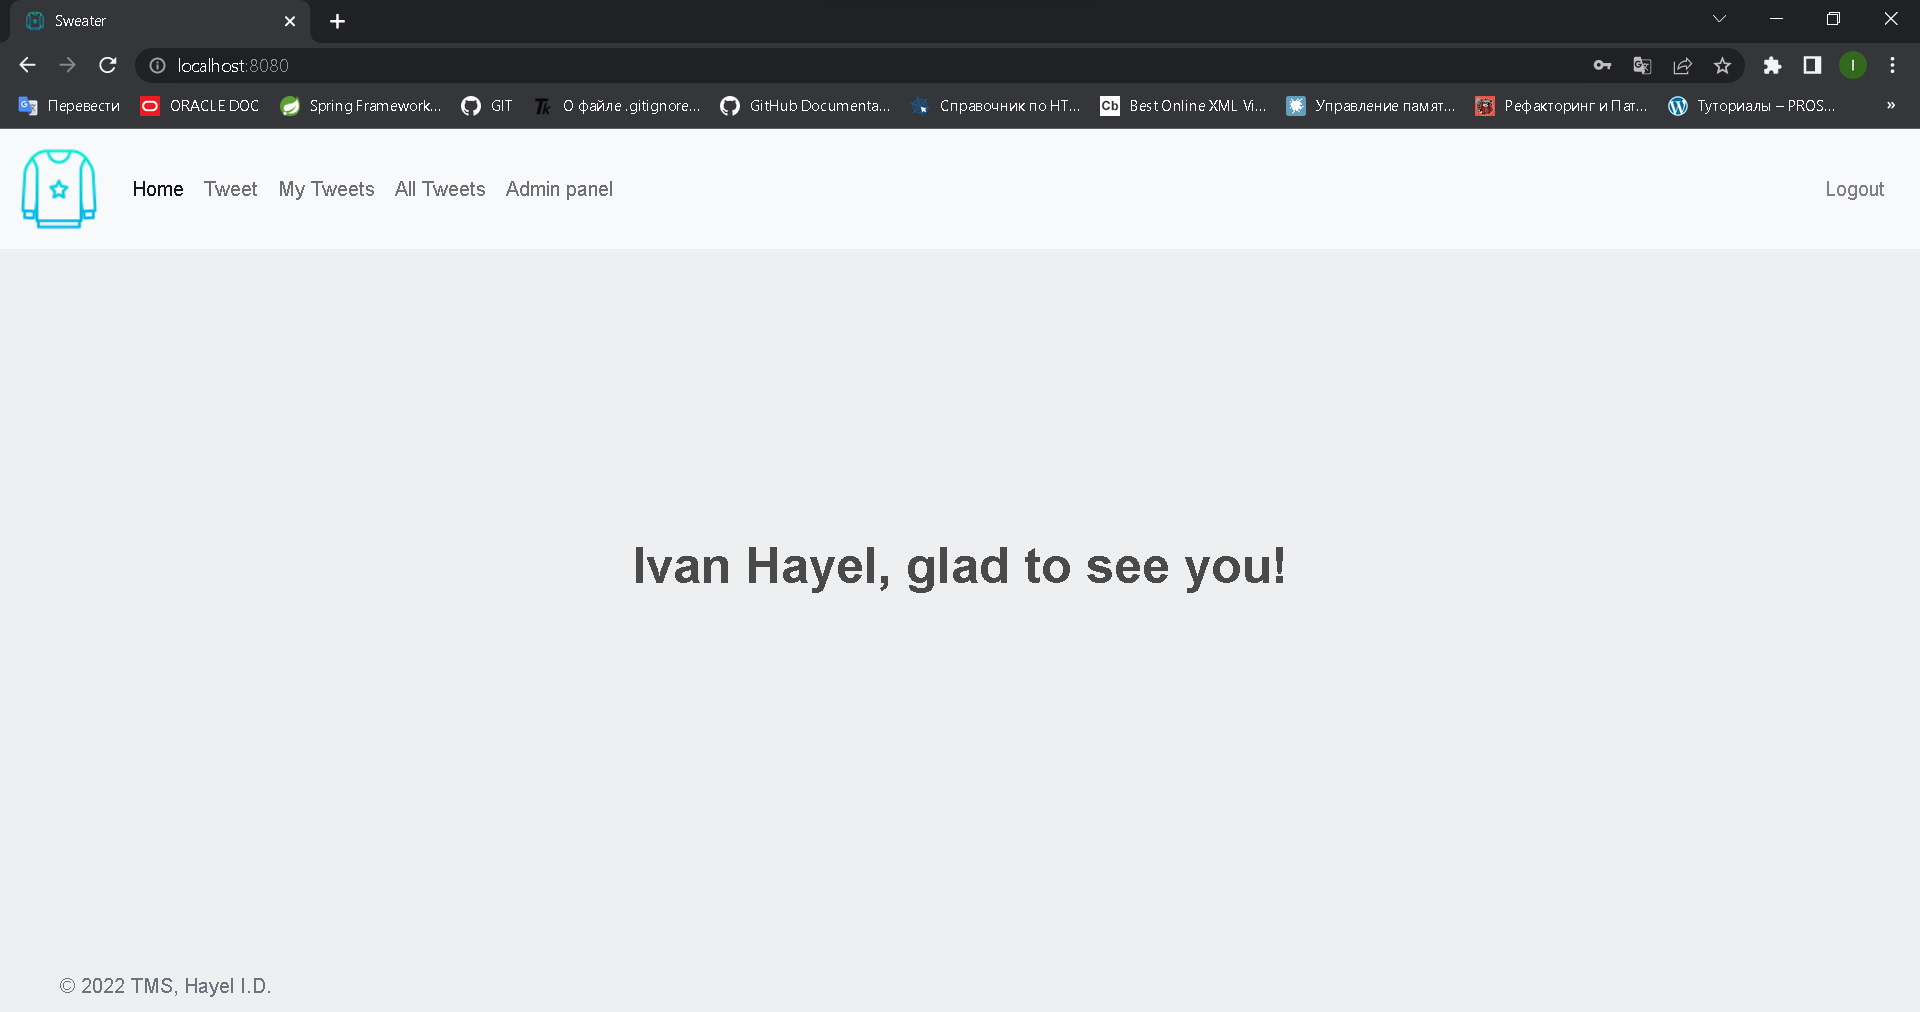 Sweater
localhost:8080
Перевести ORACLE DOC Spring Framework... GIT Tk О файле .gitignore... GitHub Documenta... Справочник по HT... Cb Best Online XML Vi... Управление памят... Рефакторинг и Пат... Туториалы – PROS... »
Home Tweet My Tweets All Tweets Admin panel Logout
Ivan Hayel, glad to see you!
© 2022 TMS, Hayel I.D.